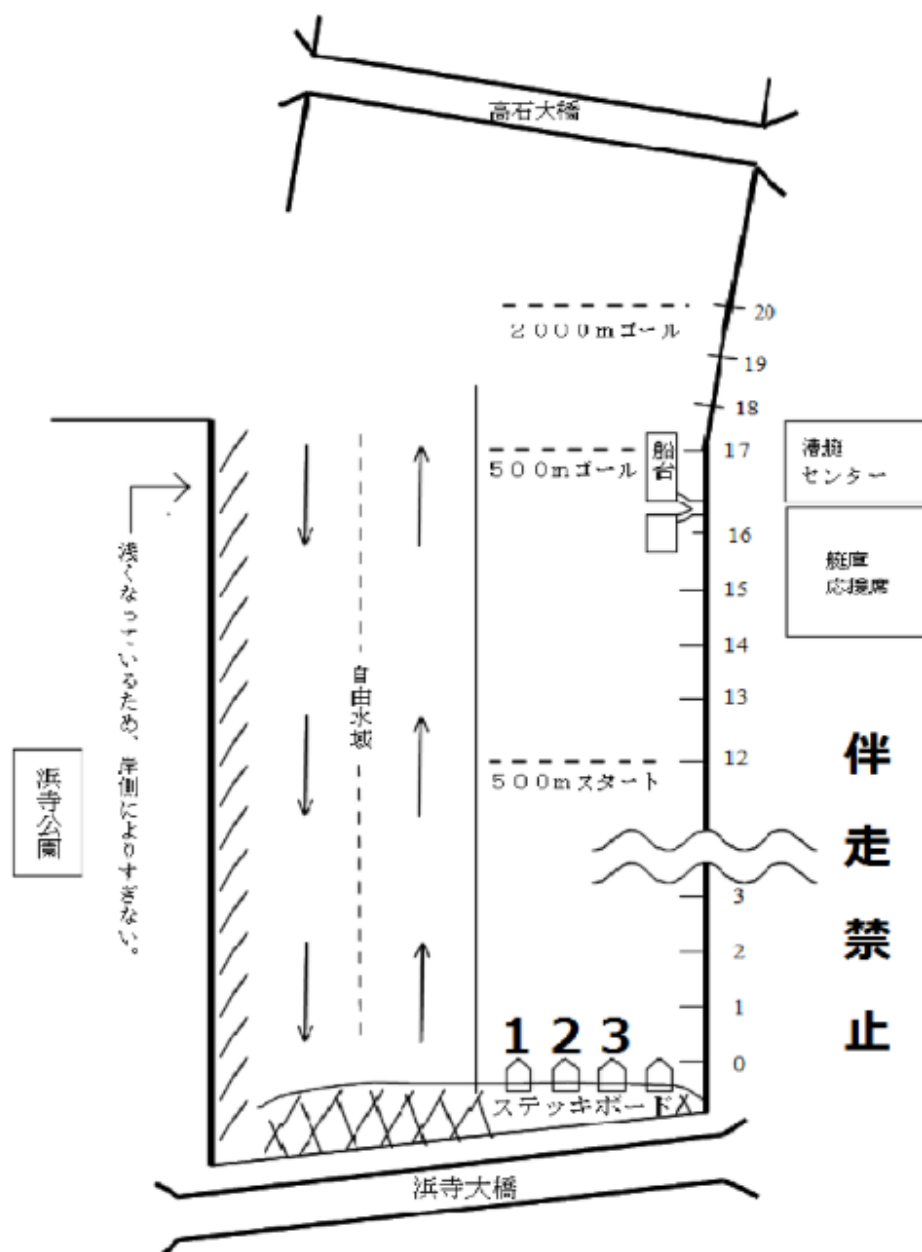 高石大橋
20
2000mゴール
19
18
17
500mゴール
船台
漕艇
センター
16
艇庫
応援席
15
14
13
12
500mスタート
自由水域
浅くなっているため、岸側によりすぎない。
浜寺公園
伴走禁止
3
2
1
0
1 2 3
ステッキボード
浜寺大橋